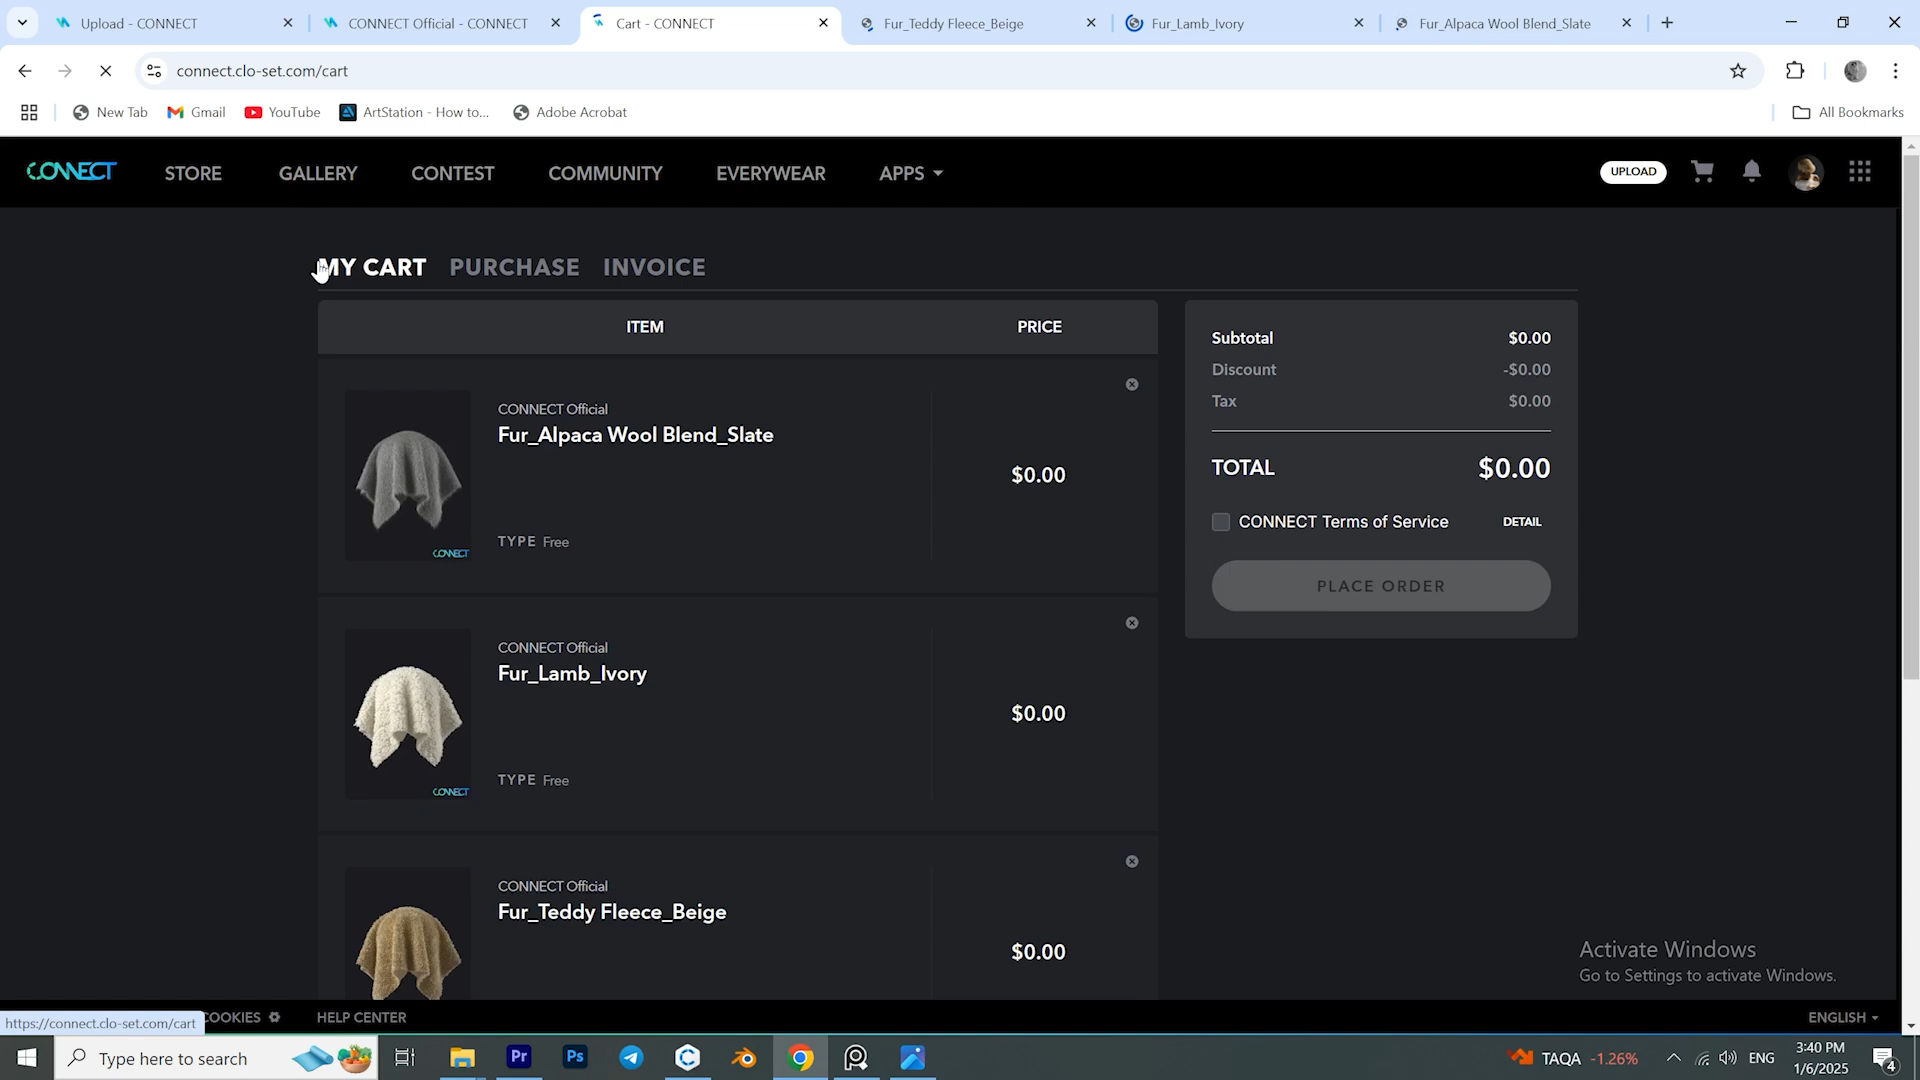 Upload - CONNECT
CONNECT Official - CONNECT
Cart - CONNECT
Fur_Teddy Fleece_Beige
Fur_Lamb_Ivory
Fur_Alpaca Wool Blend_Slate
connect.clo-set.com/cart
New Tab
Gmail
YouTube
ArtStation - How to...
Adobe Acrobat
All Bookmarks
CONNECT
STORE
GALLERY
CONTEST
COMMUNITY
EVERYWEAR
APPS
UPLOAD
MY CART
PURCHASE
INVOICE
ITEM
PRICE
CONNECT Official
Fur_Alpaca Wool Blend_Slate
$0.00
TYPE Free
CONNECT
CONNECT Official
Fur_Lamb_Ivory
$0.00
TYPE Free
CONNECT
CONNECT Official
Fur_Teddy Fleece_Beige
$0.00
Subtotal $0.00
Discount -$0.00
Tax $0.00
TOTAL $0.00
CONNECT Terms of Service DETAIL
PLACE ORDER
Activate Windows
Go to Settings to activate Windows.
https://connect.clo-set.com/cart
COOKIES
HELP CENTER
ENGLISH
Type here to search
Pr
Ps
TAQA -1.26%
ENG
3:40 PM
1/6/2025
4